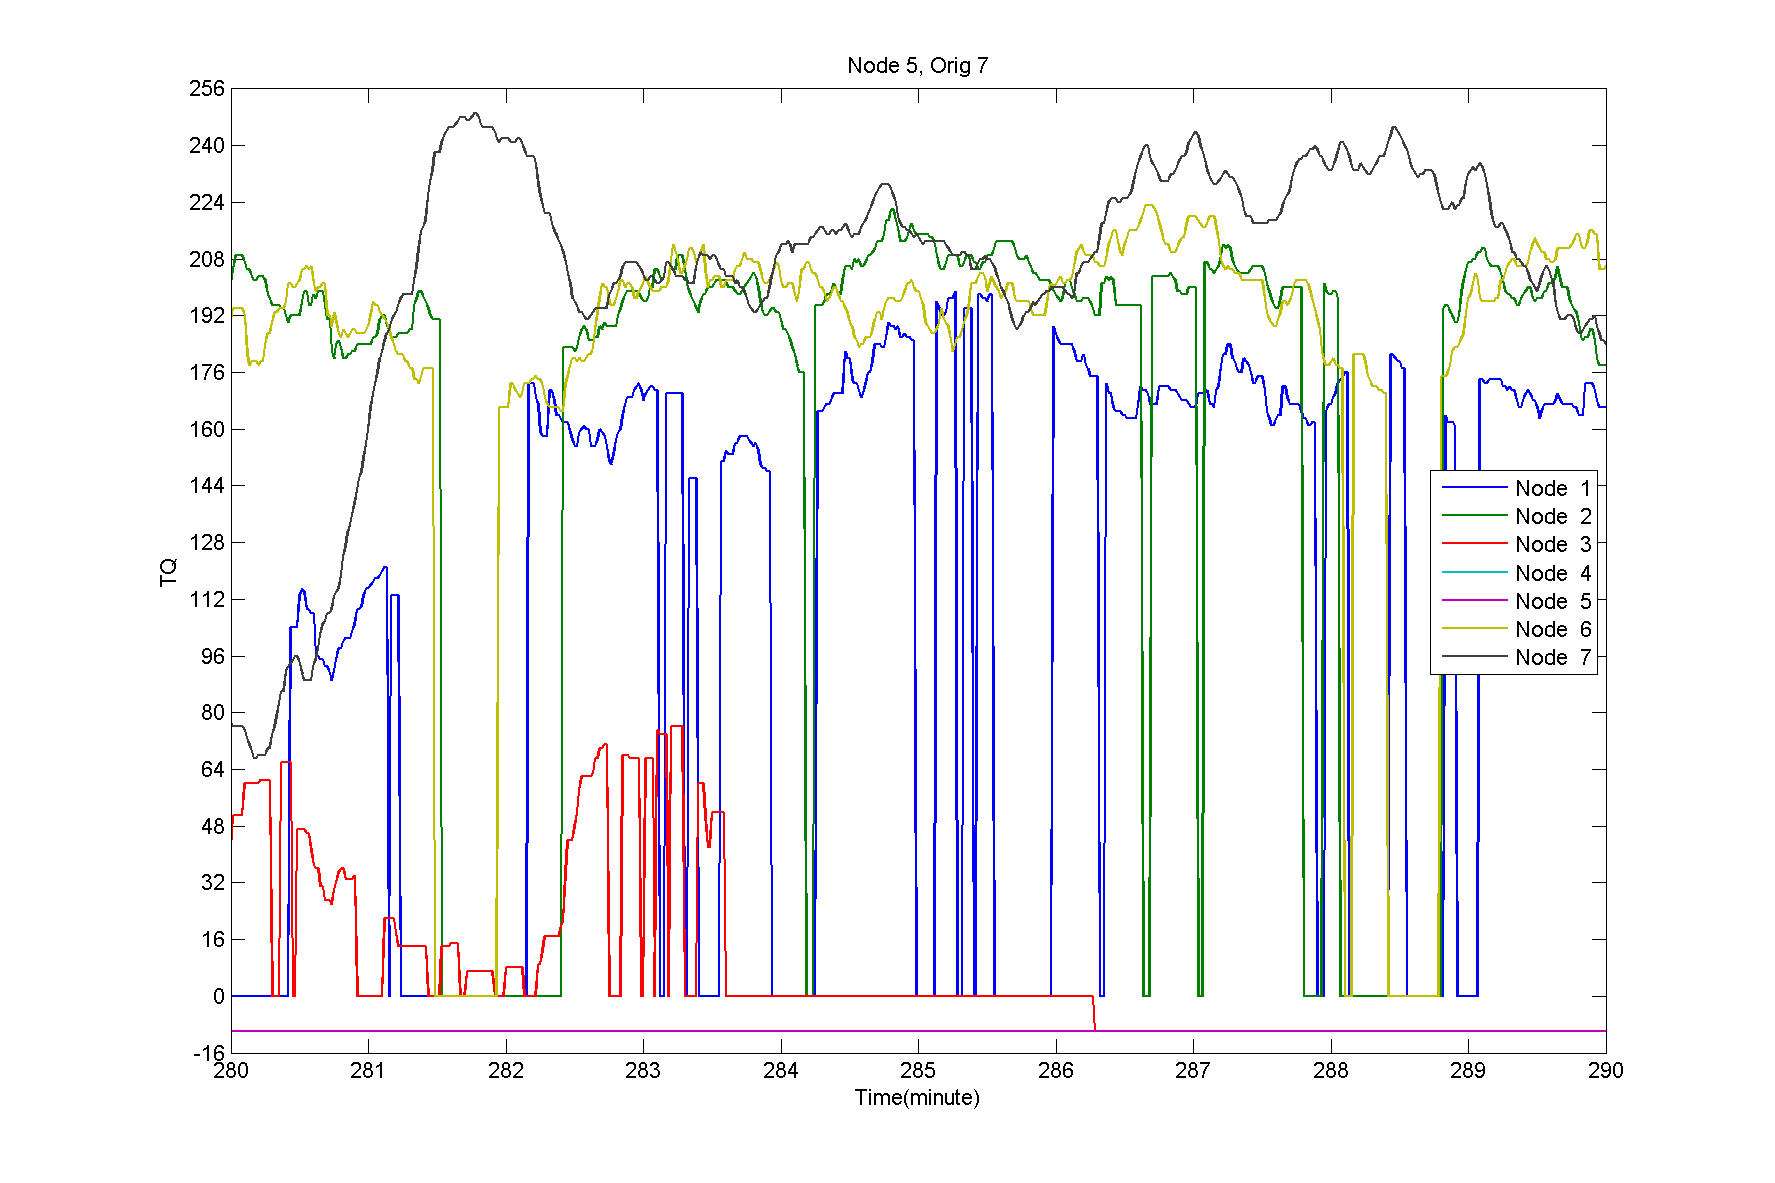 Node 5, Orig 7
256
240
224
208
192
176
160
144
128
112
96
80
64
48
32
16
0
-16
TQ
Node 1
Node 2
Node 3
Node 4
Node 5
Node 6
Node 7
280 281 282 283 284 285 286 287 288 289 290
Time(minute)